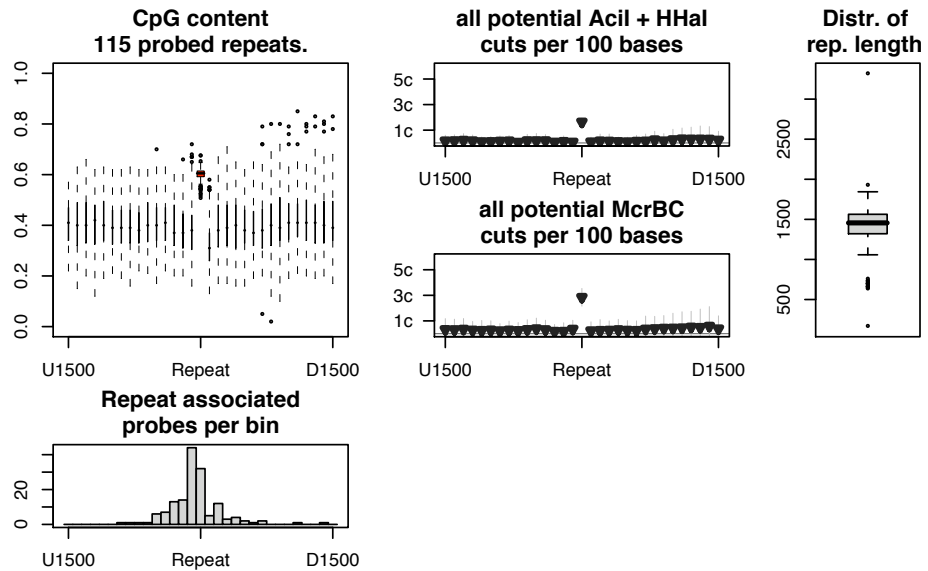 CpG content
115 probed repeats.
1.0
0.8
0.6
0.4
0.2
0.0
U1500 Repeat D1500
all potential AciI + HHaI
cuts per 100 bases
5c
3c
1c
U1500 Repeat D1500
all potential McrBC
cuts per 100 bases
5c
3c
1c
U1500 Repeat D1500
Distr. of
rep. length
2500
1500
500
Repeat associated
probes per bin
20
0
U1500 Repeat D1500